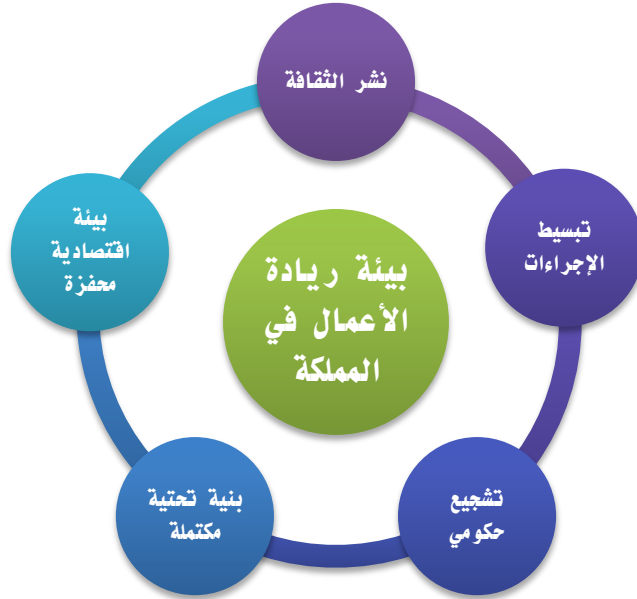 نشر الثقافة
تبسيط
الإجراءات
تشجيع
حكومي
بنية تحتية
مكتملة
بيئة
اقتصادية
محفزة
بيئة ريادة
الأعمال في
المملكة